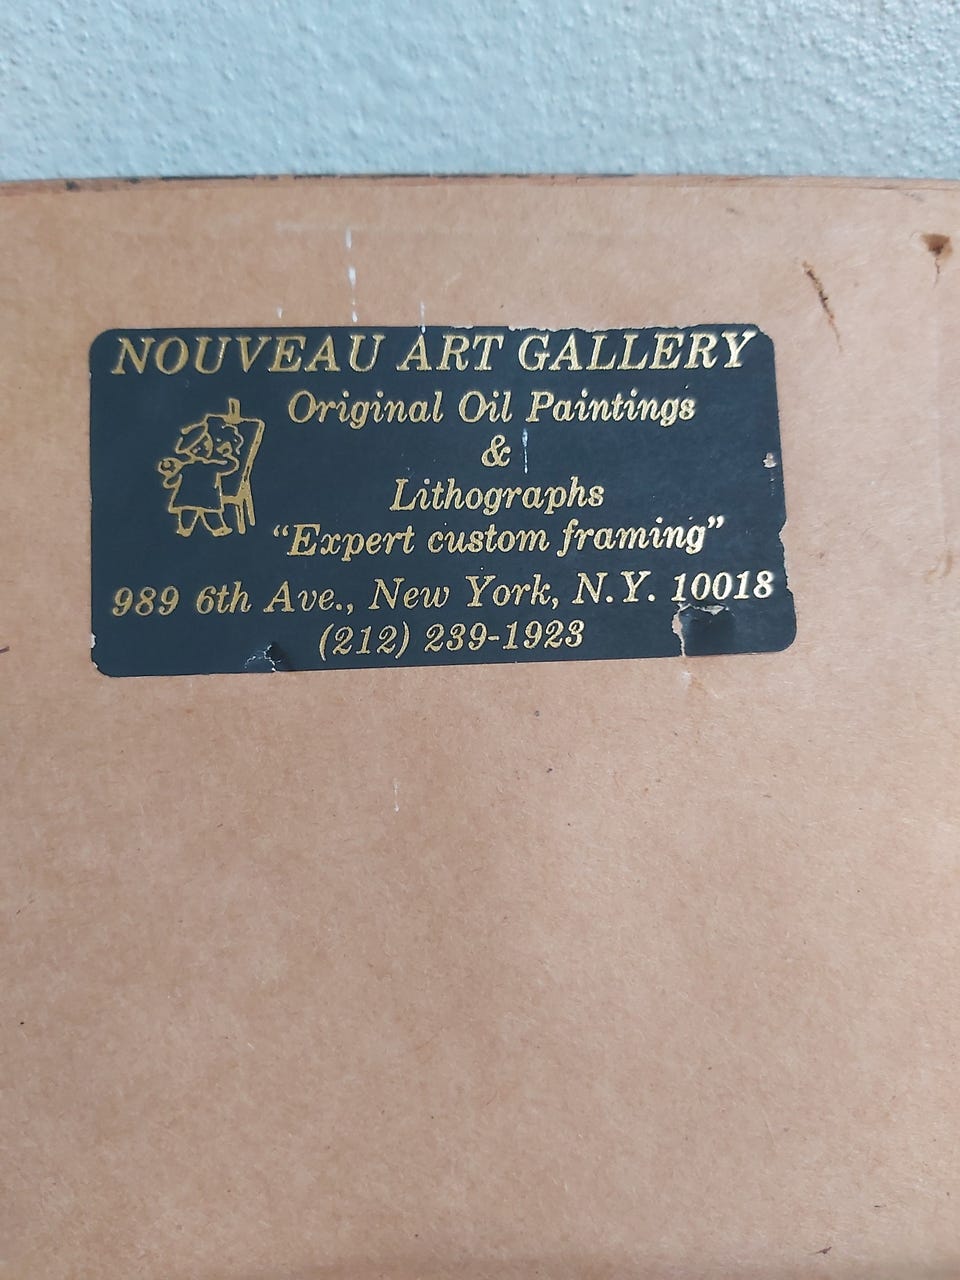 NOUVEAU ART GALLERY
Original Oil Paintings
&
Lithographs
"Expert custom framing"
989 6th Ave., New York, N.Y. 10018
(212) 239-1923